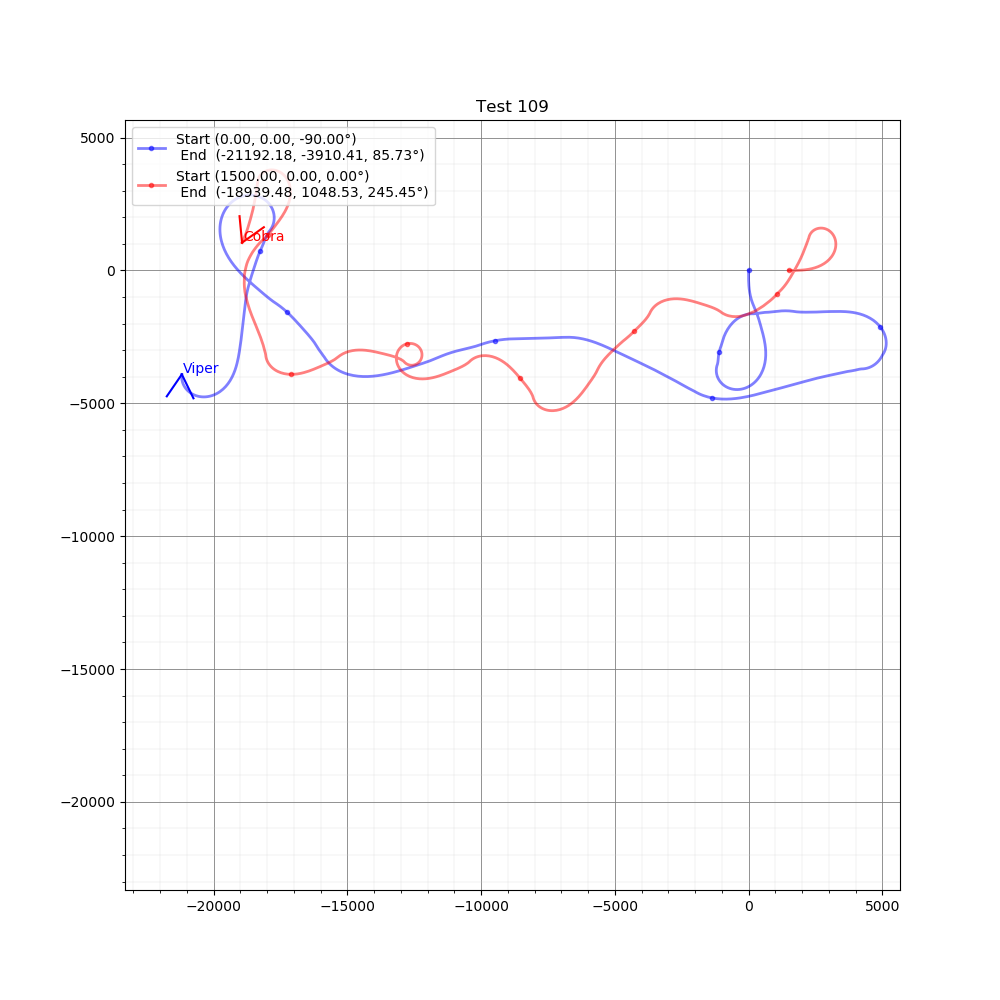 Test 109
Start (0.00, 0.00, -90.00°)
End (-21192.18, -3910.41, 85.73°)
Start (1500.00, 0.00, 0.00°)
End (-18939.48, 1048.53, 245.45°)
Cobra
Viper
5000
0
−5000
−10000
−15000
−20000
−20000
−15000
−10000
−5000
0
5000